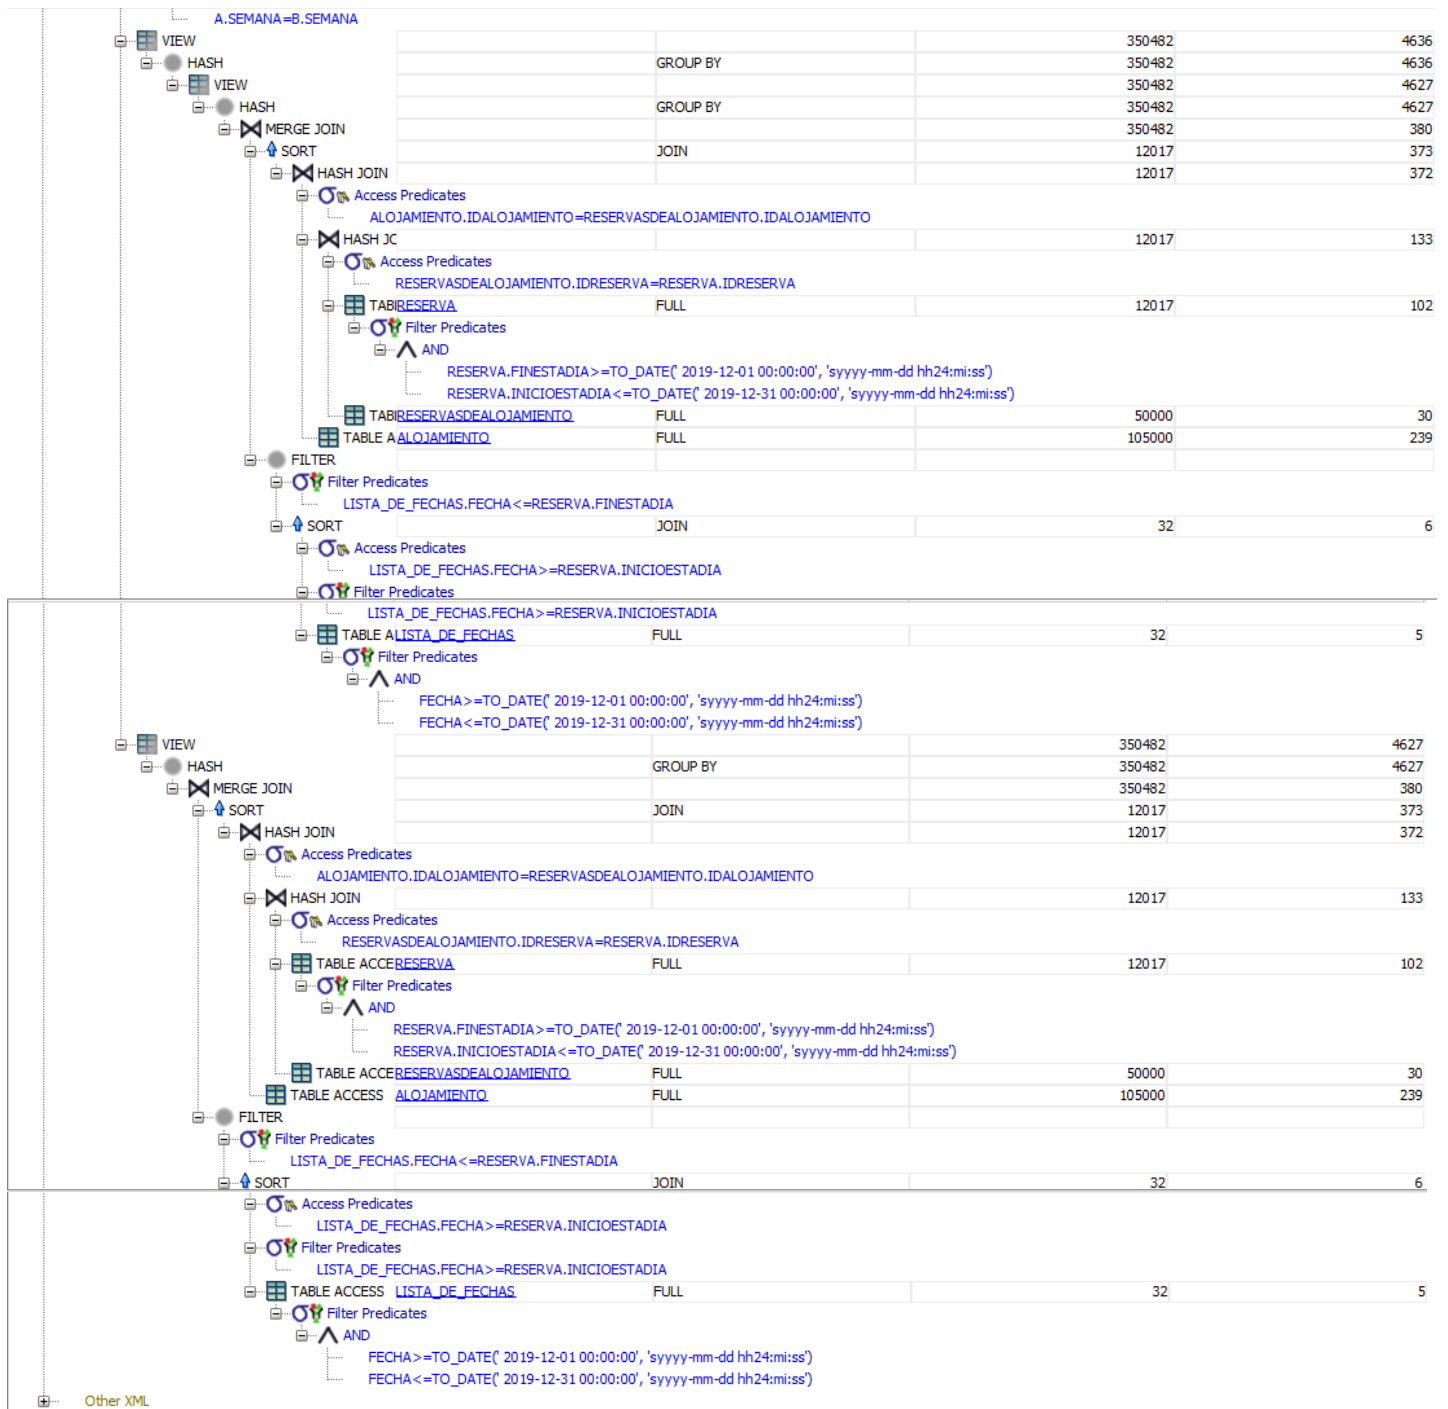 A.SEMANA=B.SEMANA
VIEW 350482 4636
HASH GROUP BY 350482 4636
VIEW 350482 4627
HASH GROUP BY 350482 4627
MERGE JOIN 350482 380
SORT JOIN 12017 373
HASH JOIN 12017 372
Access Predicates
ALOJAMIENTO.IDALOJAMIENTO=RESERVASDEALOJAMIENTO.IDALOJAMIENTO
HASH JC 12017 133
Access Predicates
RESERVASDEALOJAMIENTO.IDRESERVA=RESERVA.IDRESERVA
TABI RESERVA FULL 12017 102
Filter Predicates
AND
RESERVA.FINESTADIA>=TO_DATE(' 2019-12-01 00:00:00', 'syyyy-mm-dd hh24:mi:ss')
RESERVA.INICIOESTADIA<=TO_DATE(' 2019-12-31 00:00:00', 'syyyy-mm-dd hh24:mi:ss')
TABI RESERVASDEALOJAMIENTO FULL 50000 30
TABLE A ALOJAMIENTO FULL 105000 239
FILTER
Filter Predicates
LISTA_DE_FECHAS.FECHA<=RESERVA.FINESTADIA
SORT JOIN 32 6
Access Predicates
LISTA_DE_FECHAS.FECHA>=RESERVA.INICIOESTADIA
Filter Predicates
LISTA_DE_FECHAS.FECHA>=RESERVA.INICIOESTADIA
TABLE A LISTA_DE_FECHAS FULL 32 5
Filter Predicates
AND
FECHA>=TO_DATE(' 2019-12-01 00:00:00', 'syyyy-mm-dd hh24:mi:ss')
FECHA<=TO_DATE(' 2019-12-31 00:00:00', 'syyyy-mm-dd hh24:mi:ss')
VIEW 350482 4627
HASH GROUP BY 350482 4627
MERGE JOIN 350482 380
SORT JOIN 12017 373
HASH JOIN 12017 372
Access Predicates
ALOJAMIENTO.IDALOJAMIENTO=RESERVASDEALOJAMIENTO.IDALOJAMIENTO
HASH JOIN 12017 133
Access Predicates
RESERVASDEALOJAMIENTO.IDRESERVA=RESERVA.IDRESERVA
TABLE ACCE RESERVA FULL 12017 102
Filter Predicates
AND
RESERVA.FINESTADIA>=TO_DATE(' 2019-12-01 00:00:00', 'syyyy-mm-dd hh24:mi:ss')
RESERVA.INICIOESTADIA<=TO_DATE(' 2019-12-31 00:00:00', 'syyyy-mm-dd hh24:mi:ss')
TABLE ACCE RESERVASDEALOJAMIENTO FULL 50000 30
TABLE ACCESS ALOJAMIENTO FULL 105000 239
FILTER
Filter Predicates
LISTA_DE_FECHAS.FECHA<=RESERVA.FINESTADIA
SORT JOIN 32 6
Access Predicates
LISTA_DE_FECHAS.FECHA>=RESERVA.INICIOESTADIA
Filter Predicates
LISTA_DE_FECHAS.FECHA>=RESERVA.INICIOESTADIA
TABLE ACCESS LISTA_DE_FECHAS FULL 32 5
Filter Predicates
AND
FECHA>=TO_DATE(' 2019-12-01 00:00:00', 'syyyy-mm-dd hh24:mi:ss')
FECHA<=TO_DATE(' 2019-12-31 00:00:00', 'syyyy-mm-dd hh24:mi:ss')
Other XML